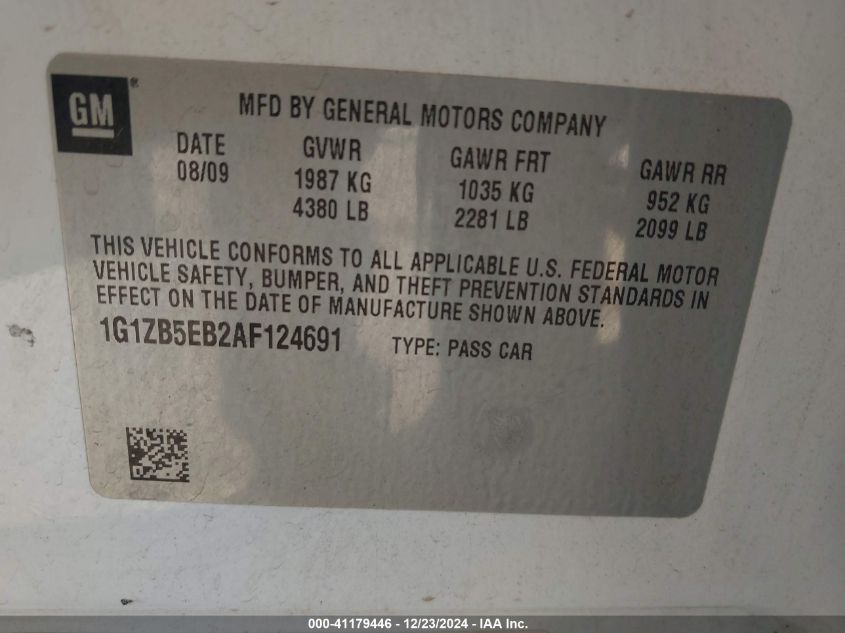 GM ®
MFD BY GENERAL MOTORS COMPANY
DATE GVWR GAWR FRT GAWR RR
08/09 1987 KG 1035 KG 952 KG
4380 LB 2281 LB 2099 LB
THIS VEHICLE CONFORMS TO ALL APPLICABLE U.S. FEDERAL MOTOR
VEHICLE SAFETY, BUMPER, AND THEFT PREVENTION STANDARDS IN
EFFECT ON THE DATE OF MANUFACTURE SHOWN ABOVE.
1G1ZB5EB2AF124691 TYPE: PASS CAR
000-41179446 - 12/23/2024 - IAA Inc.